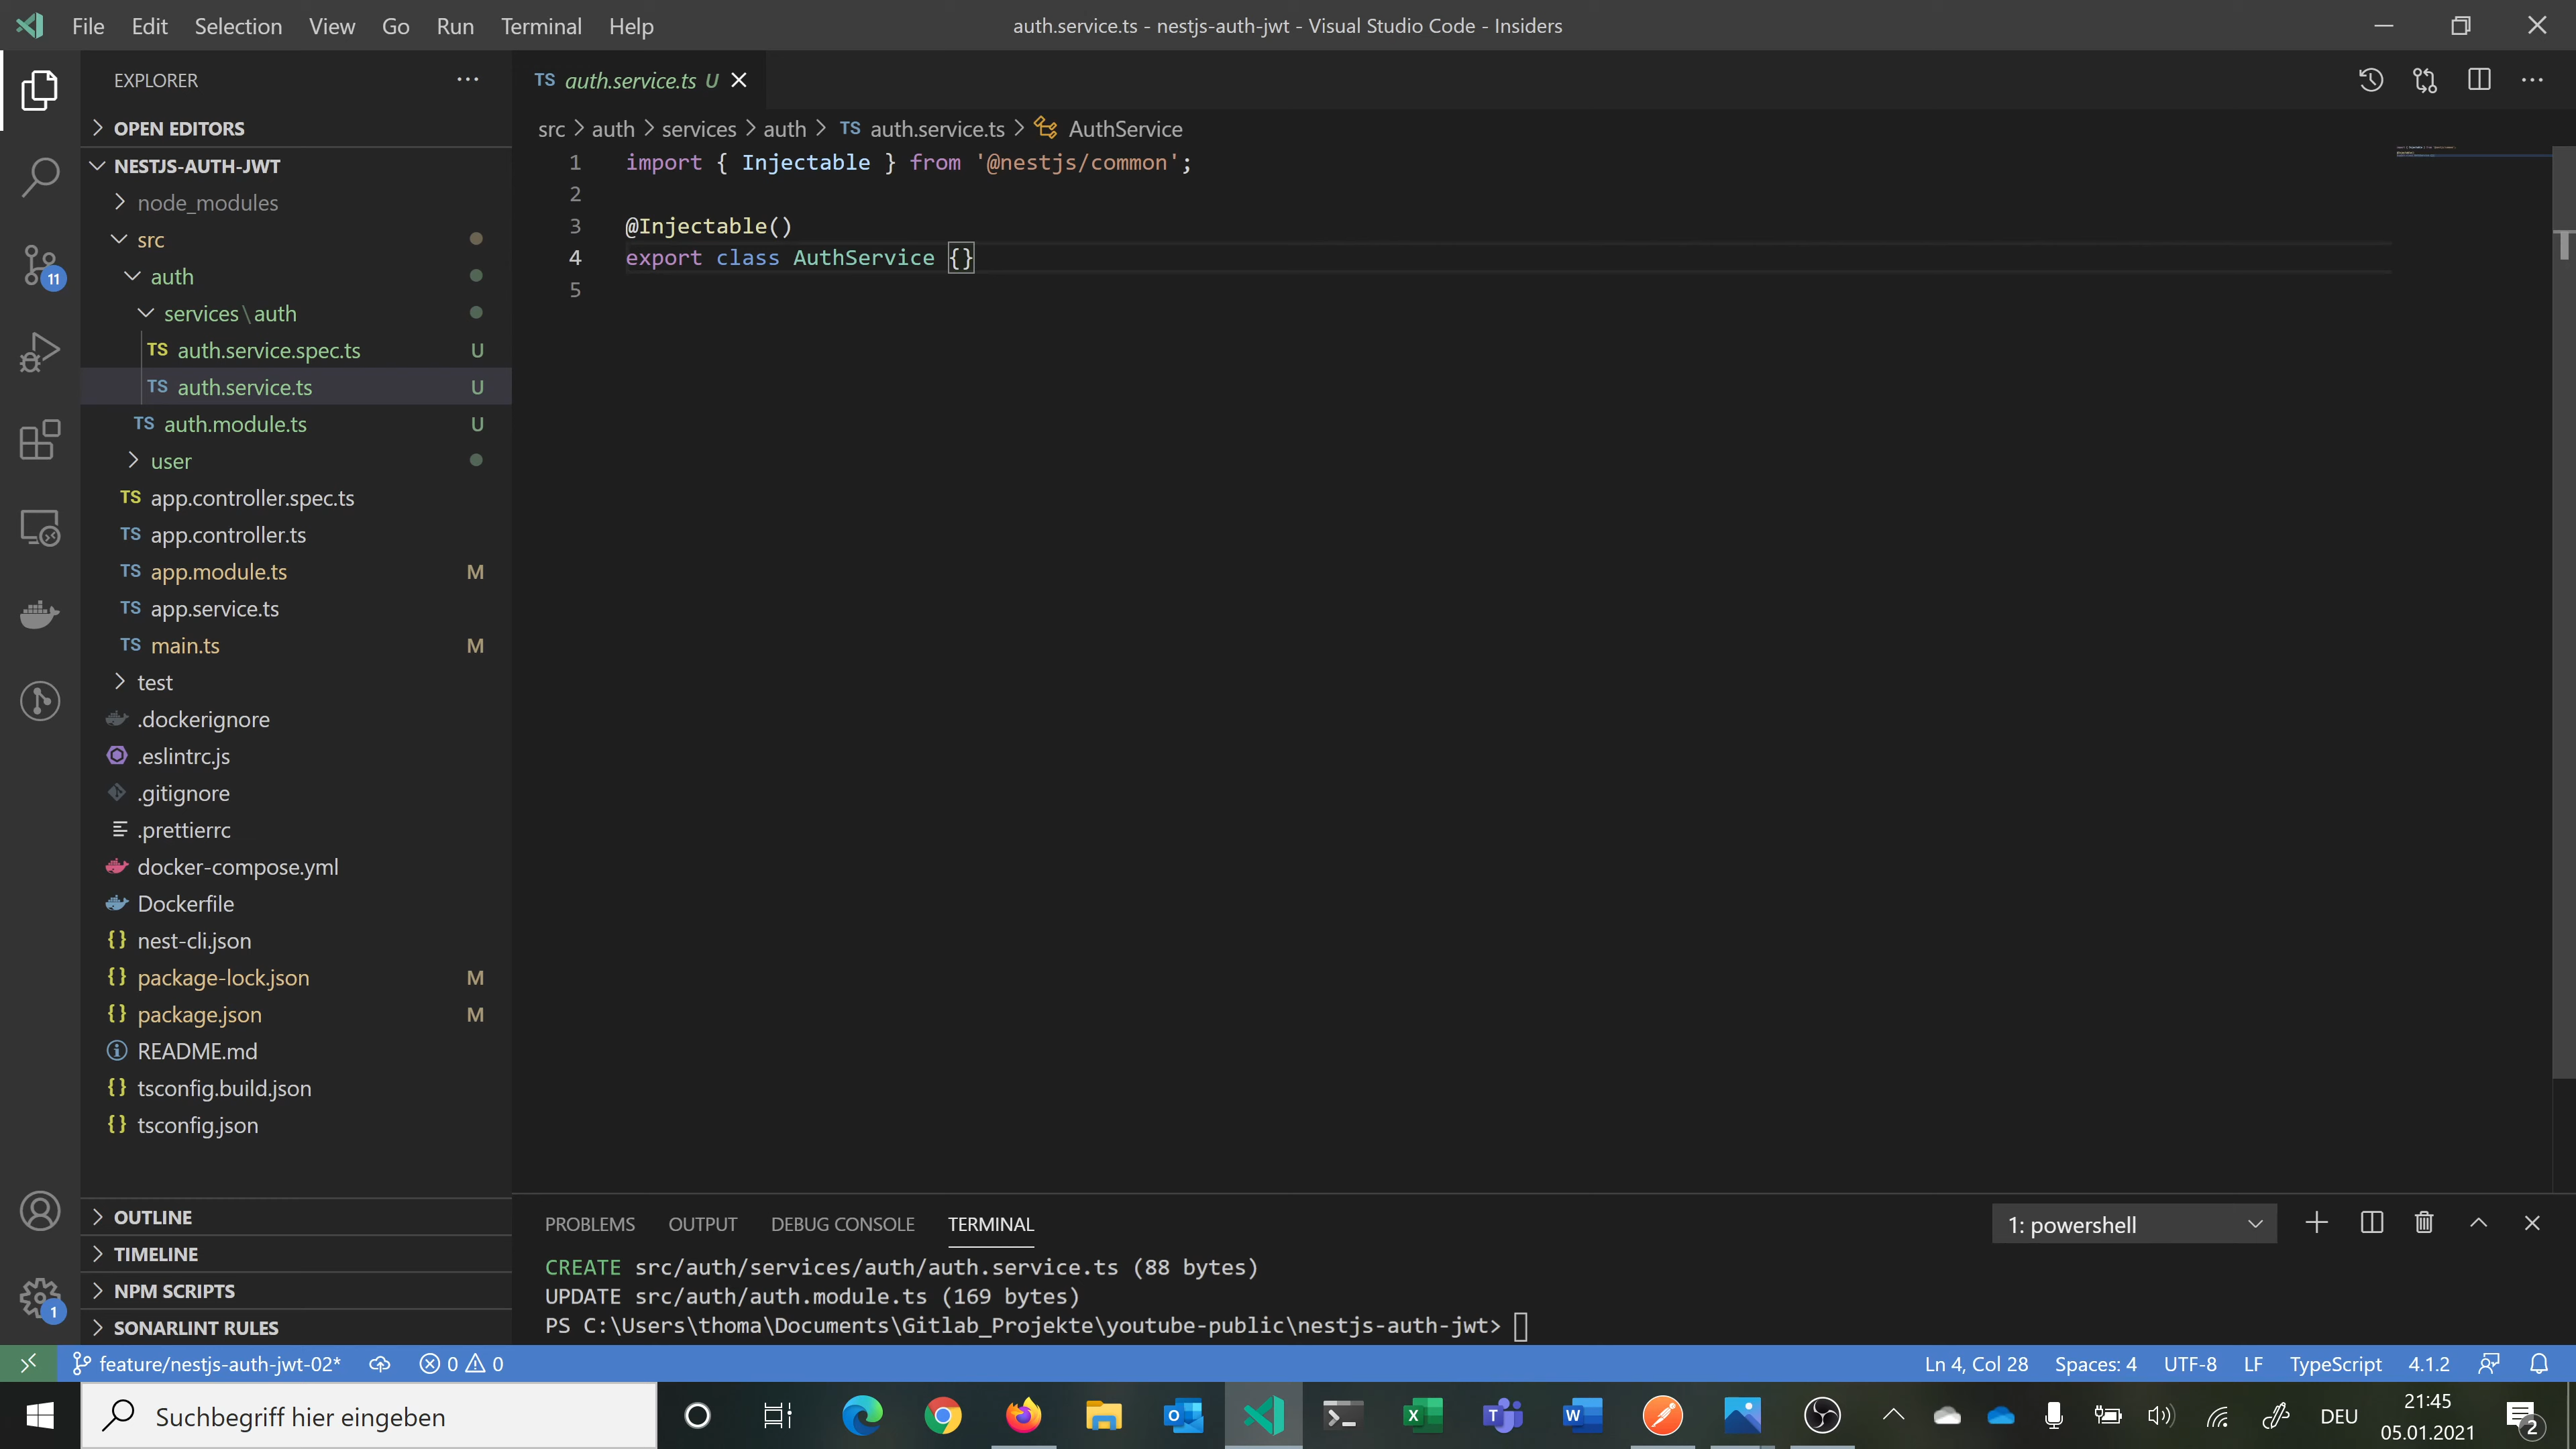 File Edit Selection View Go Run Terminal Help
auth.service.ts - nestjs-auth-jwt - Visual Studio Code - Insiders
EXPLORER
OPEN EDITORS
NESTJS-AUTH-JWT
node_modules
src
auth
services\auth
TS auth.service.spec.ts U
TS auth.service.ts U
TS auth.module.ts U
user
TS app.controller.spec.ts
TS app.controller.ts
TS app.module.ts M
TS app.service.ts
TS main.ts M
test
.dockerignore
.eslintrc.js
.gitignore
.prettierrc
docker-compose.yml
Dockerfile
{} nest-cli.json
{} package-lock.json M
{} package.json M
README.md
{} tsconfig.build.json
{} tsconfig.json
OUTLINE
TIMELINE
NPM SCRIPTS
SONARLINT RULES
11
1
TS auth.service.ts U
src > auth > services > auth > TS auth.service.ts > AuthService
1 import { Injectable } from '@nestjs/common';
2
3 @Injectable()
4 export class AuthService {}
5
PROBLEMS OUTPUT DEBUG CONSOLE TERMINAL
1: powershell
CREATE src/auth/services/auth/auth.service.ts (88 bytes)
UPDATE src/auth/auth.module.ts (169 bytes)
PS C:\Users\thoma\Documents\Gitlab_Projekte\youtube-public\nestjs-auth-jwt>
feature/nestjs-auth-jwt-02* 0 0 Ln 4, Col 28 Spaces: 4 UTF-8 LF TypeScript 4.1.2
Suchbegriff hier eingeben
DEU
21:45
05.01.2021
2